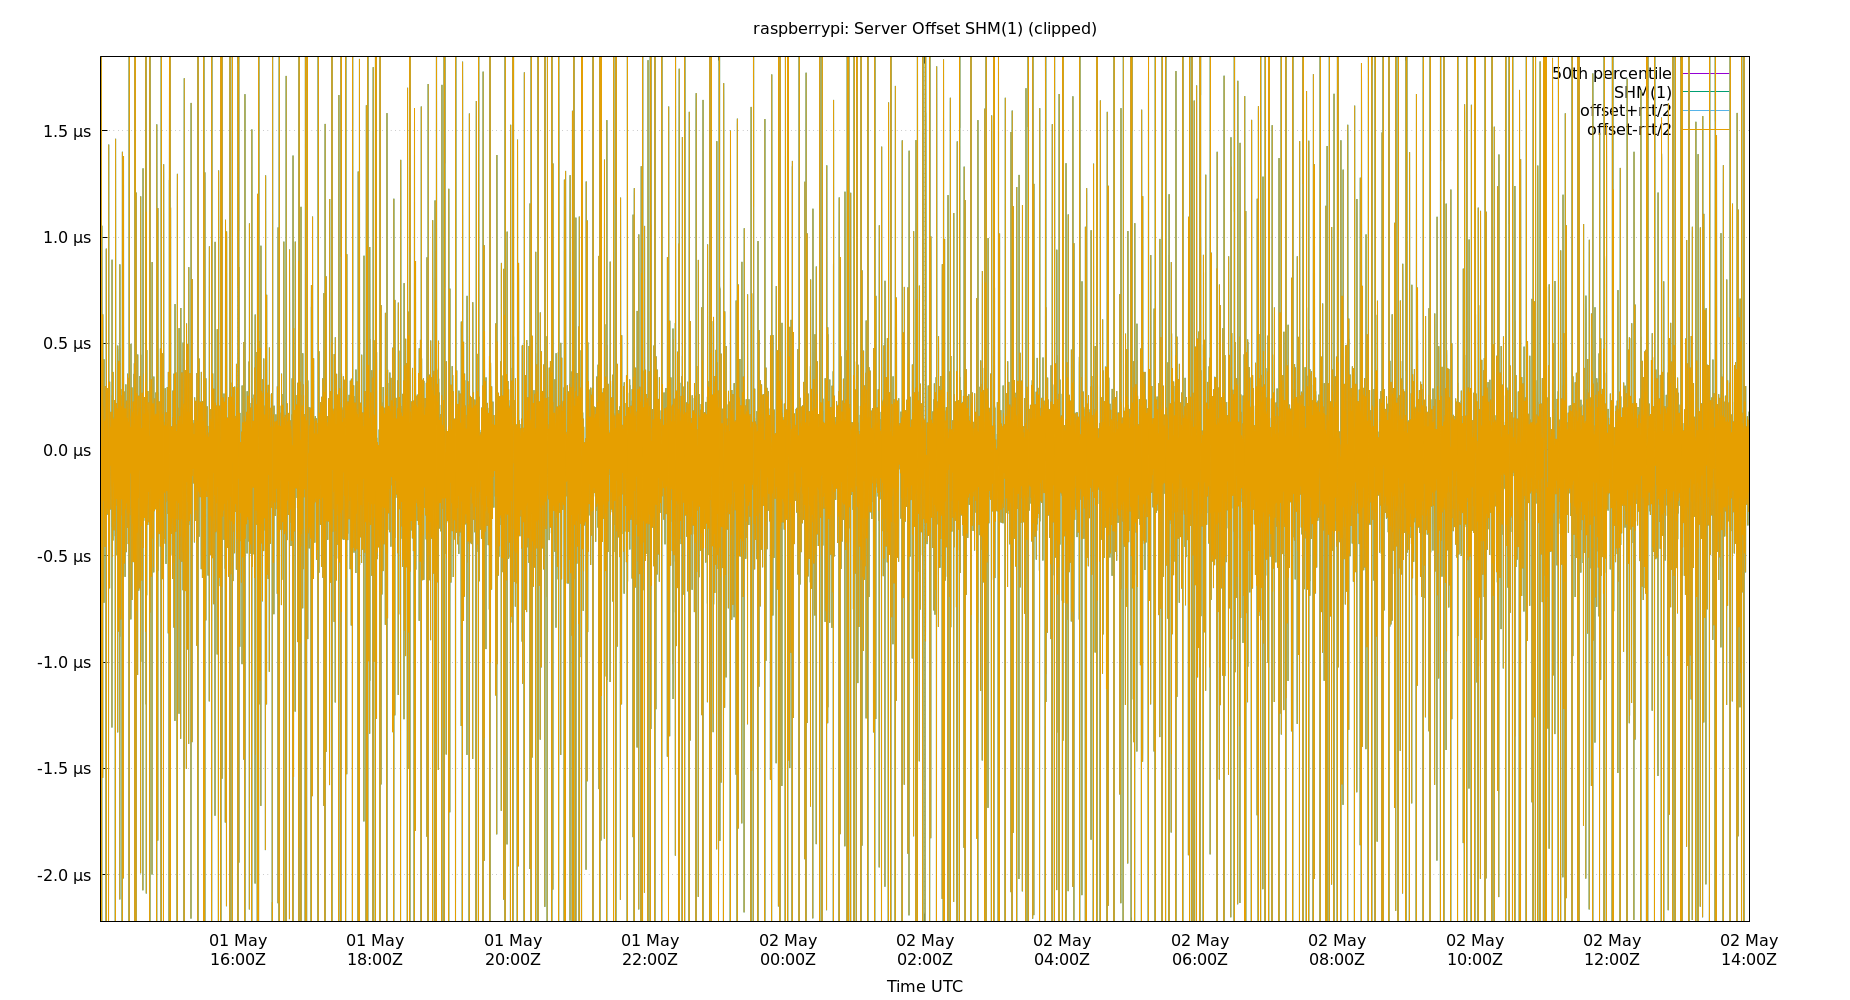 raspberrypi: Server Offset SHM(1) (clipped)
50th percentile
SHM(1)
offset+rtt/2
offset-rtt/2
1.5 µs
1.0 µs
0.5 µs
0.0 µs
-0.5 µs
-1.0 µs
-1.5 µs
-2.0 µs
01 May 01 May 01 May 01 May 02 May 02 May 02 May 02 May 02 May 02 May 02 May 02 May
16:00Z 18:00Z 20:00Z 22:00Z 00:00Z 02:00Z 04:00Z 06:00Z 08:00Z 10:00Z 12:00Z 14:00Z
Time UTC